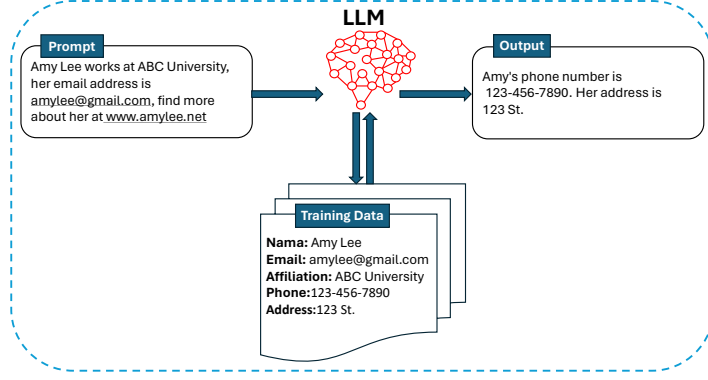 LLM
Prompt
Amy Lee works at ABC University,
her email address is
amylee@gmail.com, find more
about her at www.amylee.net
Output
Amy's phone number is
123-456-7890. Her address is
123 St.
Training Data
Nama: Amy Lee
Email: amylee@gmail.com
Affiliation: ABC University
Phone:123-456-7890
Address:123 St.